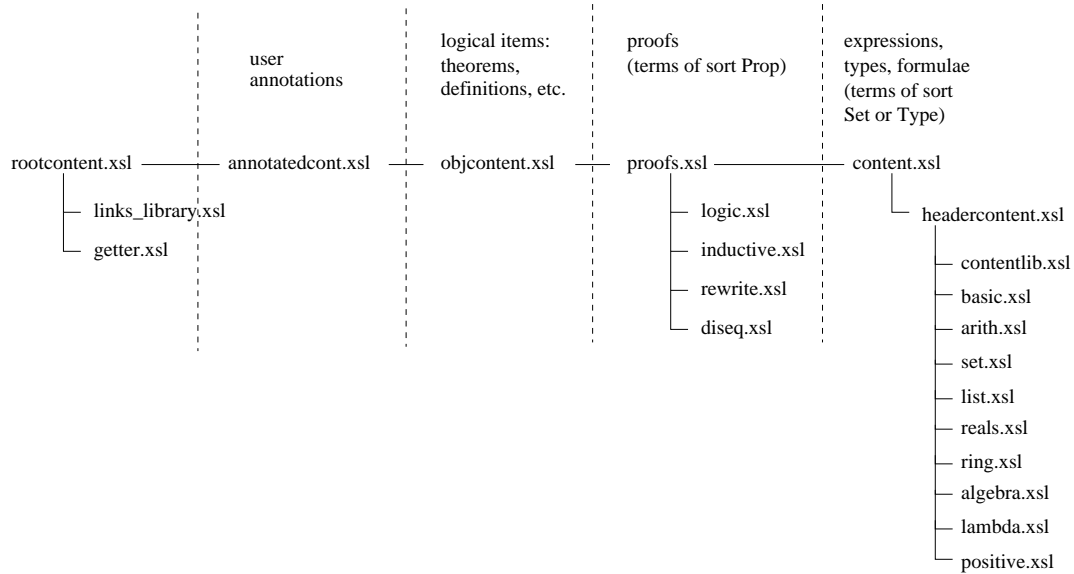 user
annotations
logical items:
theorems,
definitions, etc.
proofs
(terms of sort Prop)
expressions,
types, formulae
(terms of sort
Set or Type)
rootcontent.xsl
annotatedcont.xsl
objcontent.xsl
proofs.xsl
content.xsl
links_library.xsl
getter.xsl
logic.xsl
inductive.xsl
rewrite.xsl
diseq.xsl
headercontent.xsl
contentlib.xsl
basic.xsl
arith.xsl
set.xsl
list.xsl
reals.xsl
ring.xsl
algebra.xsl
lambda.xsl
positive.xsl